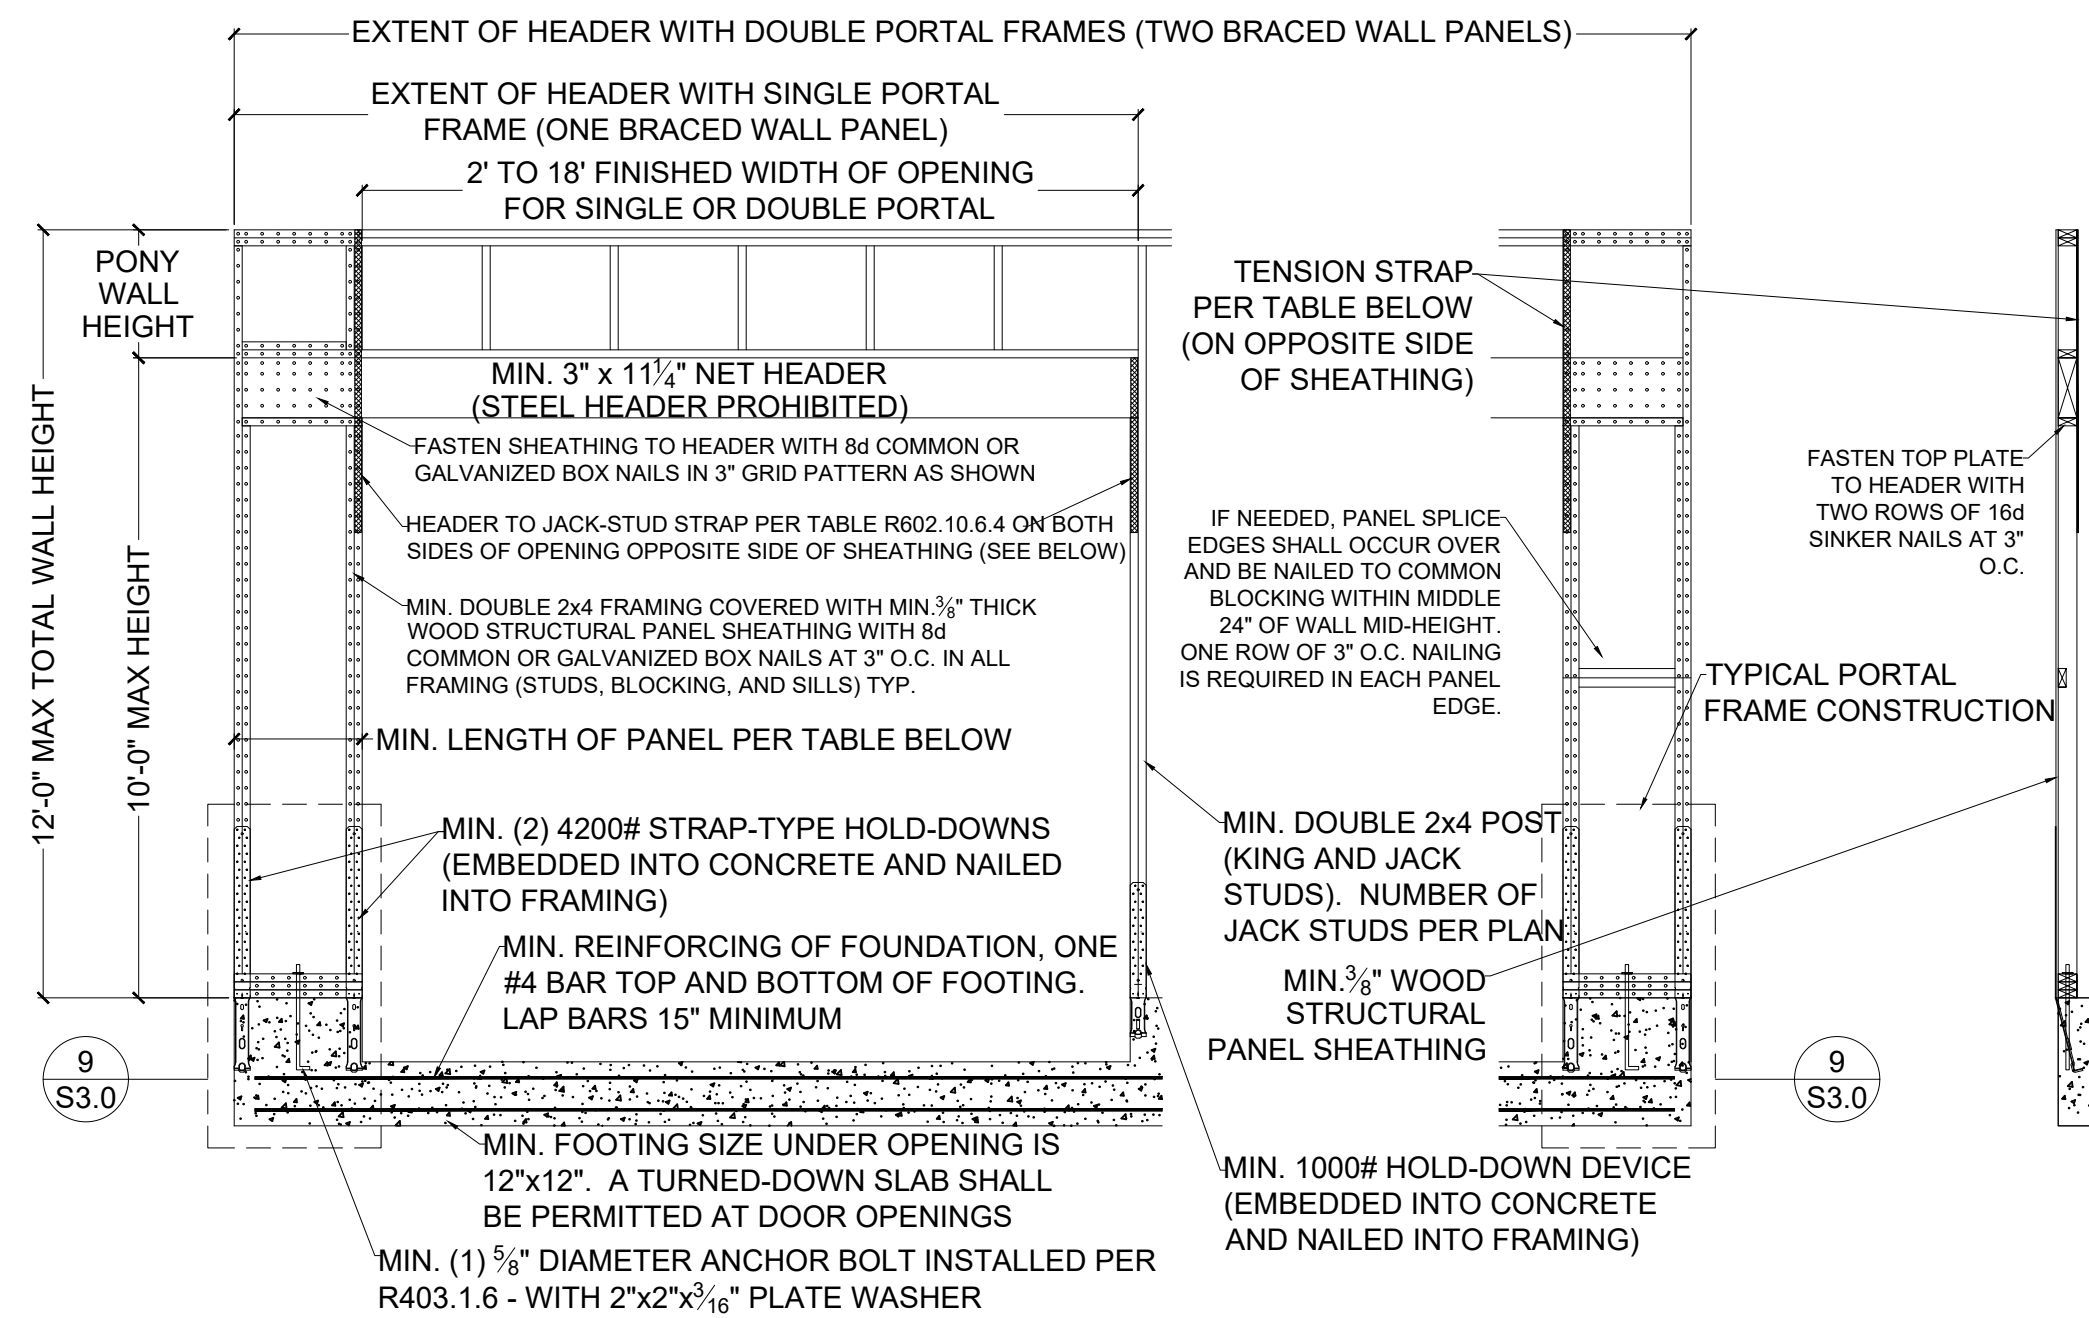 EXTENT OF HEADER WITH DOUBLE PORTAL FRAMES (TWO BRACED WALL PANELS)
EXTENT OF HEADER WITH SINGLE PORTAL
FRAME (ONE BRACED WALL PANEL)
2' TO 18' FINISHED WIDTH OF OPENING
FOR SINGLE OR DOUBLE PORTAL
12'-0" MAX TOTAL WALL HEIGHT
PONY
WALL
HEIGHT
10'-0" MAX HEIGHT
MIN. 3" x 11¼" NET HEADER
(STEEL HEADER PROHIBITED)
FASTEN SHEATHING TO HEADER WITH 8d COMMON OR
GALVANIZED BOX NAILS IN 3" GRID PATTERN AS SHOWN
HEADER TO JACK-STUD STRAP PER TABLE R602.10.6.4 ON BOTH
SIDES OF OPENING OPPOSITE SIDE OF SHEATHING (SEE BELOW)
MIN. DOUBLE 2x4 FRAMING COVERED WITH MIN.⅜" THICK
WOOD STRUCTURAL PANEL SHEATHING WITH 8d
COMMON OR GALVANIZED BOX NAILS AT 3" O.C. IN ALL
FRAMING (STUDS, BLOCKING, AND SILLS) TYP.
MIN. LENGTH OF PANEL PER TABLE BELOW
MIN. (2) 4200# STRAP-TYPE HOLD-DOWNS
(EMBEDDED INTO CONCRETE AND NAILED
INTO FRAMING)
MIN. REINFORCING OF FOUNDATION, ONE
#4 BAR TOP AND BOTTOM OF FOOTING.
LAP BARS 15" MINIMUM
9
S3.0
MIN. FOOTING SIZE UNDER OPENING IS
12"x12".  A TURNED-DOWN SLAB SHALL
BE PERMITTED AT DOOR OPENINGS
MIN. (1) ⅝" DIAMETER ANCHOR BOLT INSTALLED PER
R403.1.6 - WITH 2"x2"x3⁄16" PLATE WASHER
TENSION STRAP
PER TABLE BELOW
(ON OPPOSITE SIDE
OF SHEATHING)
IF NEEDED, PANEL SPLICE
EDGES SHALL OCCUR OVER
AND BE NAILED TO COMMON
BLOCKING WITHIN MIDDLE
24" OF WALL MID-HEIGHT.
ONE ROW OF 3" O.C. NAILING
IS REQUIRED IN EACH PANEL
EDGE.
MIN. DOUBLE 2x4 POST
(KING AND JACK
STUDS).  NUMBER OF
JACK STUDS PER PLAN
MIN.⅜" WOOD
STRUCTURAL
PANEL SHEATHING
MIN. 1000# HOLD-DOWN DEVICE
(EMBEDDED INTO CONCRETE
AND NAILED INTO FRAMING)
FASTEN TOP PLATE
TO HEADER WITH
TWO ROWS OF 16d
SINKER NAILS AT 3"
O.C.
TYPICAL PORTAL
FRAME CONSTRUCTION
9
S3.0